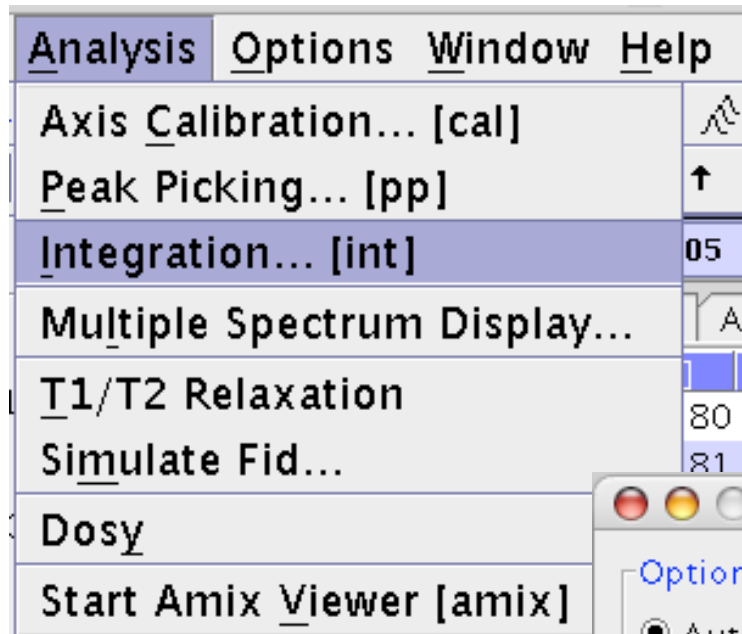 Analysis Options Window Help
Axis Calibration... [cal]
Peak Picking... [pp]
Integration... [int]
05
Multiple Spectrum Display...
A
T1/T2 Relaxation
80
Simulate Fid...
81
Dosy
Option
Start Amix Viewer [amix]
Aut